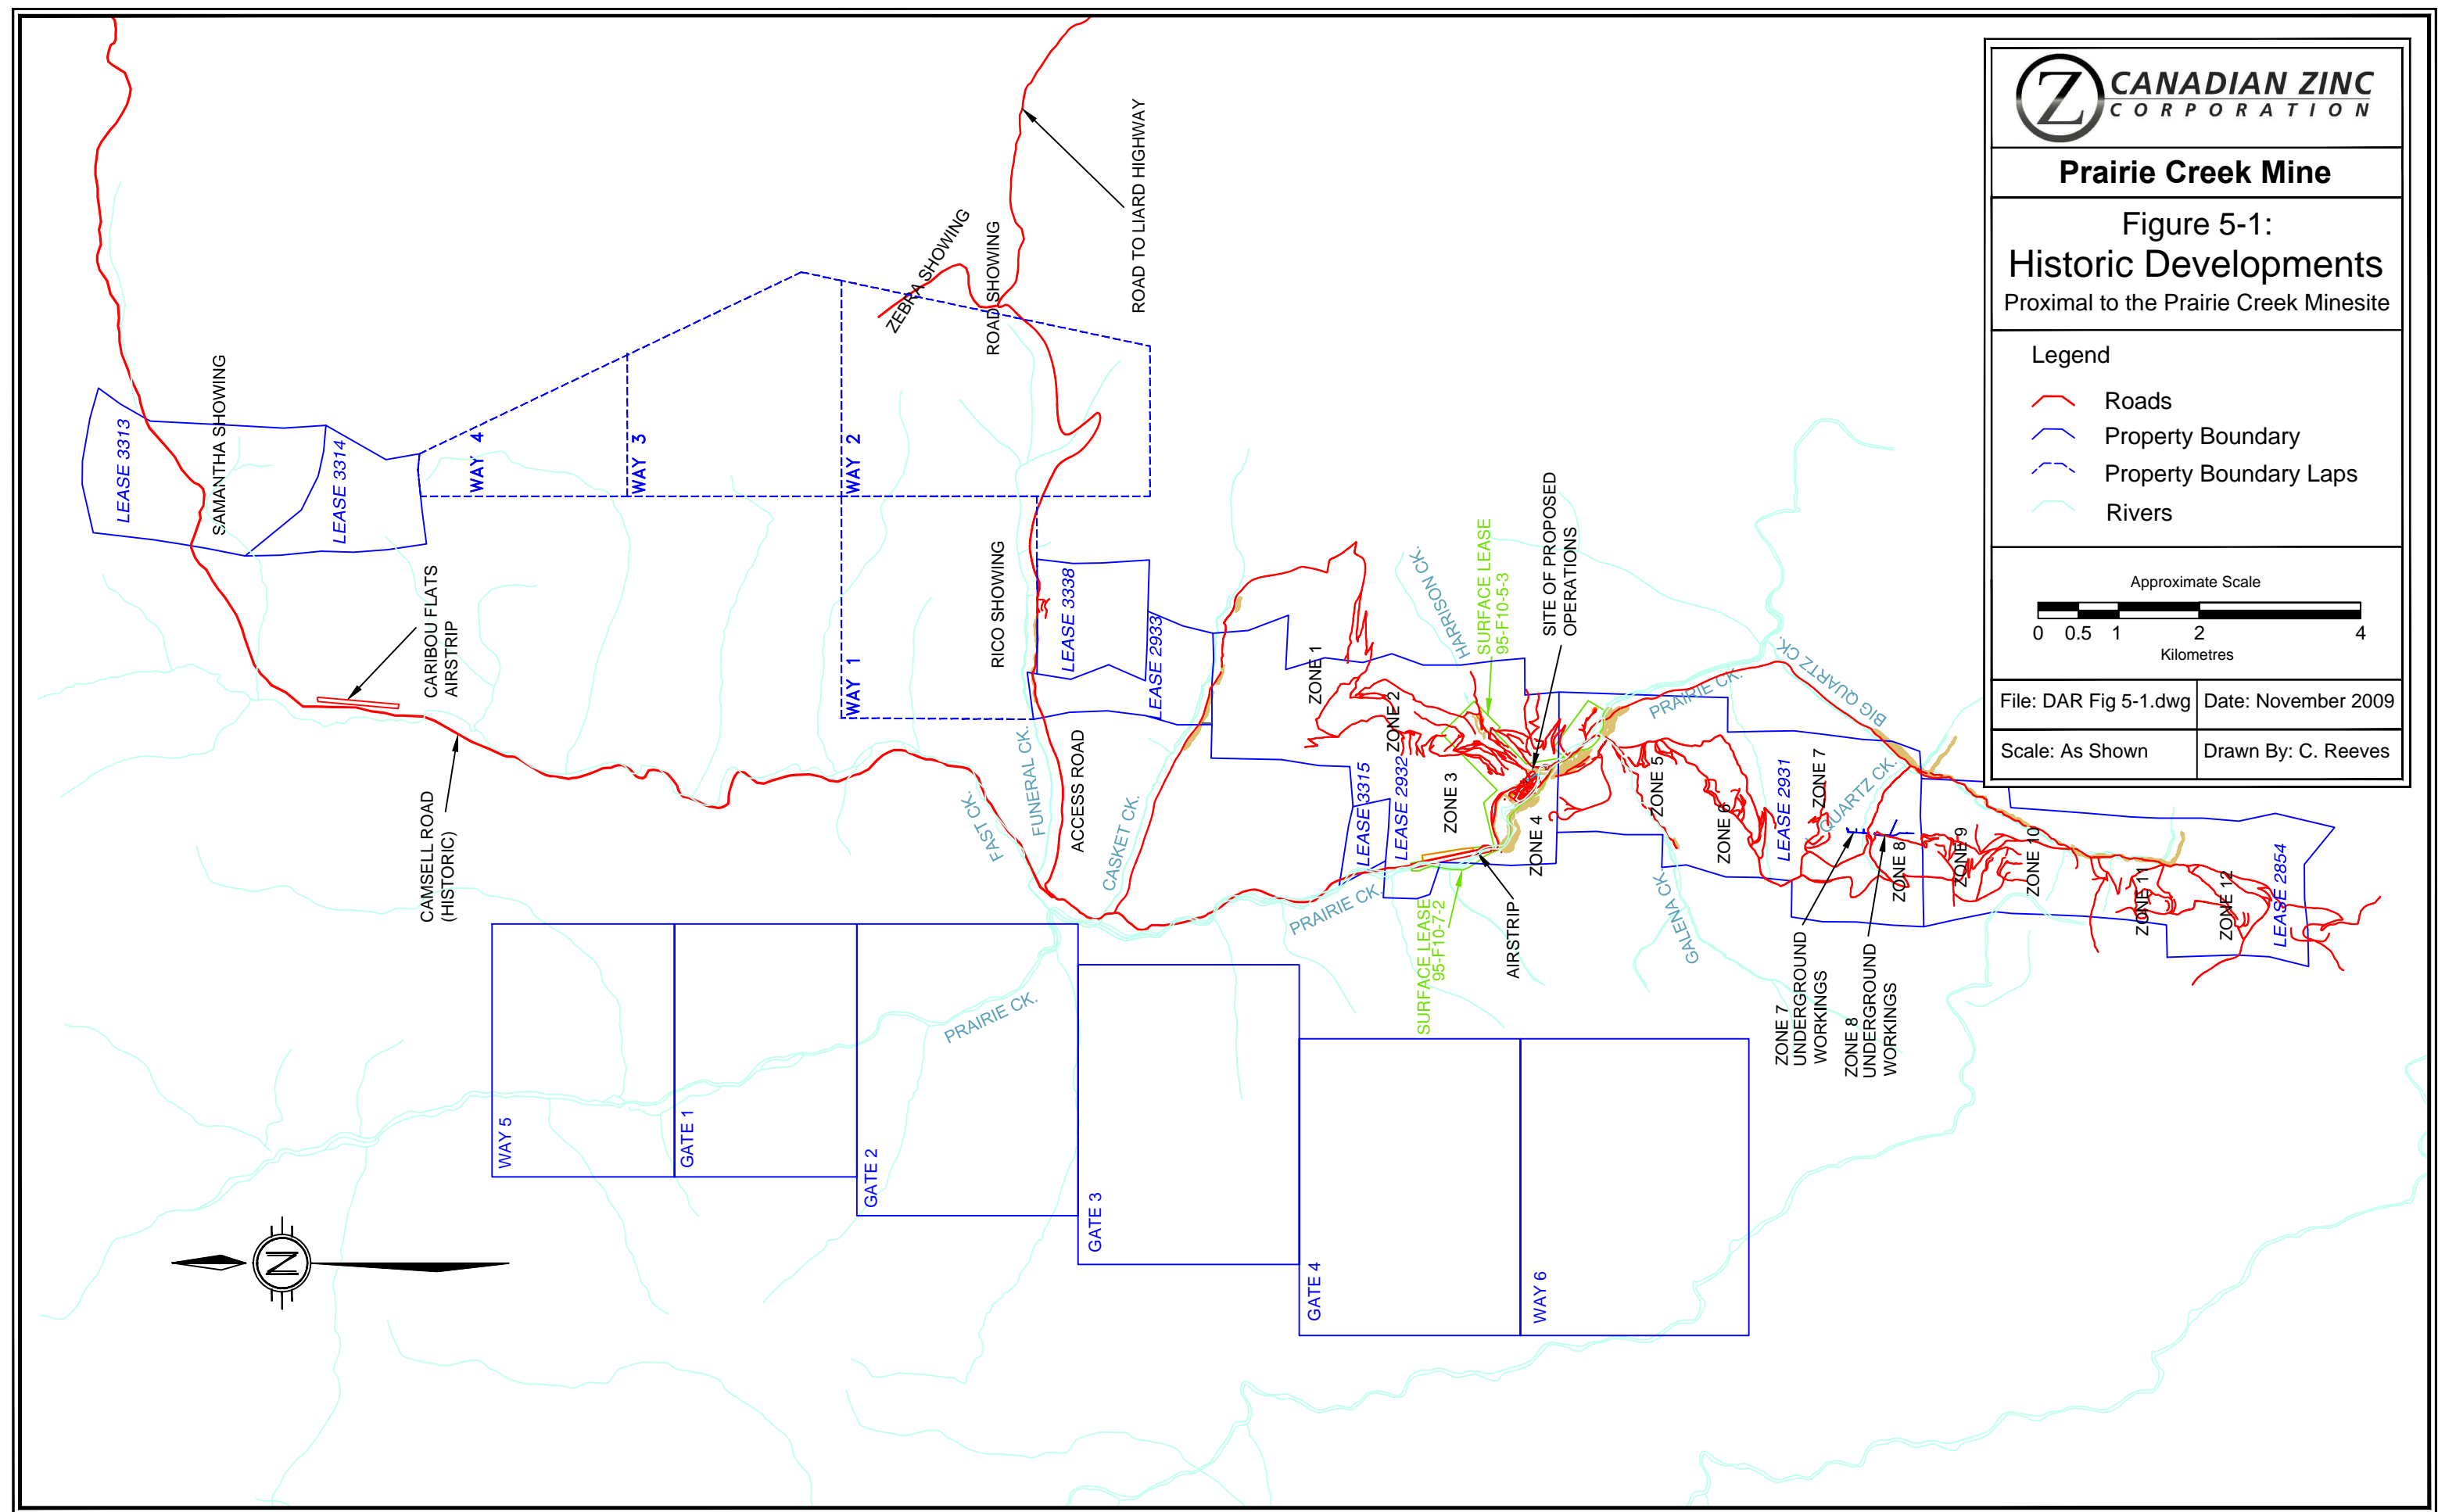 CANADIAN ZINC
CORPORATION
Prairie Creek Mine
Figure 5-1:
Historic Developments
Proximal to the Prairie Creek Minesite
Legend
Roads
Property Boundary
Property Boundary Laps
Rivers
Approximate Scale
0 0.5 1 2 4
Kilometres
File: DAR Fig 5-1.dwg
Date: November 2009
Scale: As Shown
Drawn By: C. Reeves
LEASE 3313
SAMANTHA SHOWING
LEASE 3314
WAY 4
WAY 3
WAY 2
WAY 1
ZEBRA SHOWING
ROAD SHOWING
ROAD TO LIARD HIGHWAY
CARIBOU FLATS
AIRSTRIP
CAMSELL ROAD
(HISTORIC)
RICO SHOWING
LEASE 3338
LEASE 2933
FAST CK.
FUNERAL CK.
ACCESS ROAD
CASKET CK.
ZONE 1
ZONE 2
HARRISON CK.
SURFACE LEASE
95-F10-5-3
SITE OF PROPOSED
OPERATIONS
LEASE 3315
LEASE 2932
ZONE 3
ZONE 4
PRAIRIE CK.
BIG QUARTZ CK.
ZONE 5
ZONE 6
LEASE 2931
ZONE 7
QUARTZ CK.
ZONE 8
ZONE 9
ZONE 10
ZONE 11
ZONE 12
LEASE 2854
PRAIRIE CK.
SURFACE LEASE
95-F10-7-2
AIRSTRIP
GALENA CK.
ZONE 7
UNDERGROUND
WORKINGS
ZONE 8
UNDERGROUND
WORKINGS
PRAIRIE CK.
WAY 5
GATE 1
GATE 2
GATE 3
GATE 4
WAY 6
N